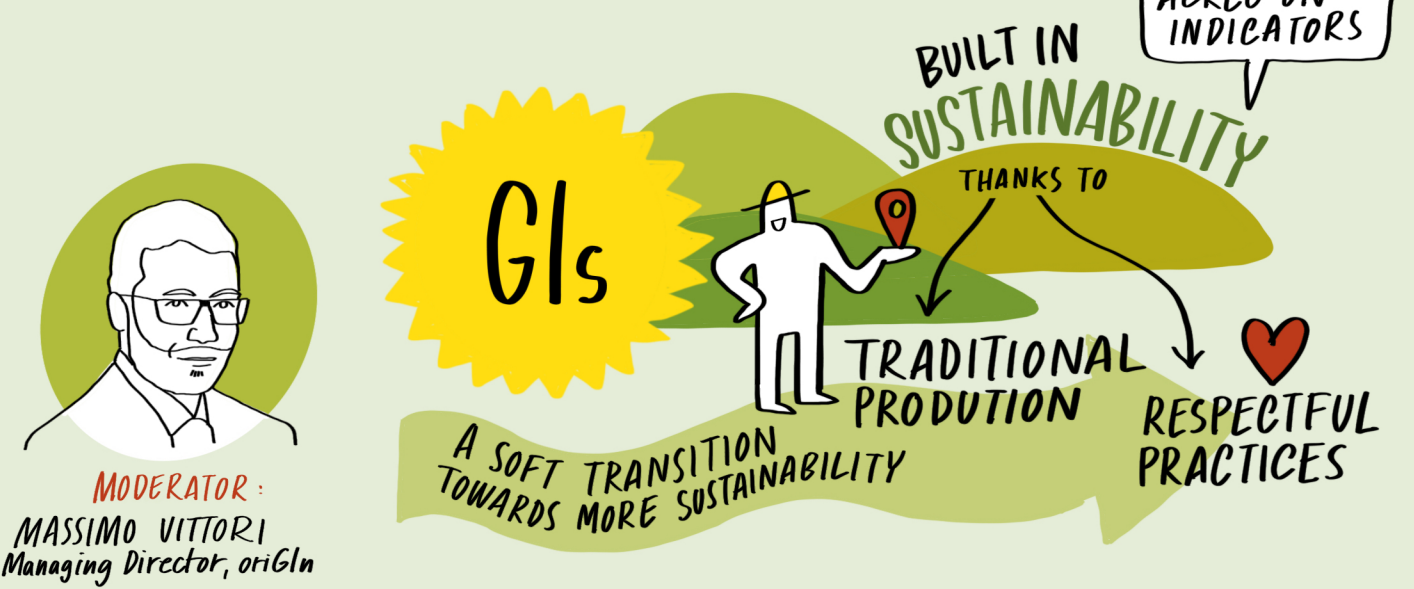 INDICATORS
BUILT IN
SUSTAINABILITY
THANKS TO
GIs
TRADITIONAL
PRODUTION
RESPECTFUL
PRACTICES
A SOFT TRANSITION
TOWARDS MORE SUSTAINABILITY
MODERATOR:
MASSIMO VITTORI
Managing Director, oriGIn